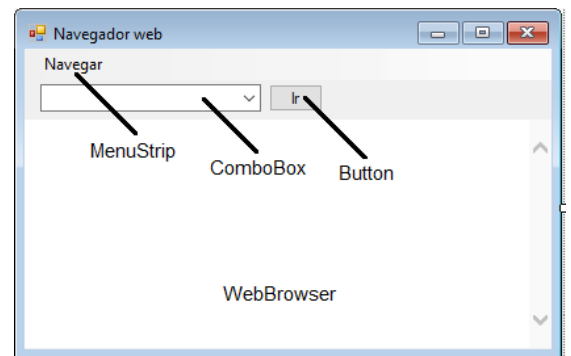 Navegador web
Navegar
Ir
MenuStrip
ComboBox
Button
WebBrowser